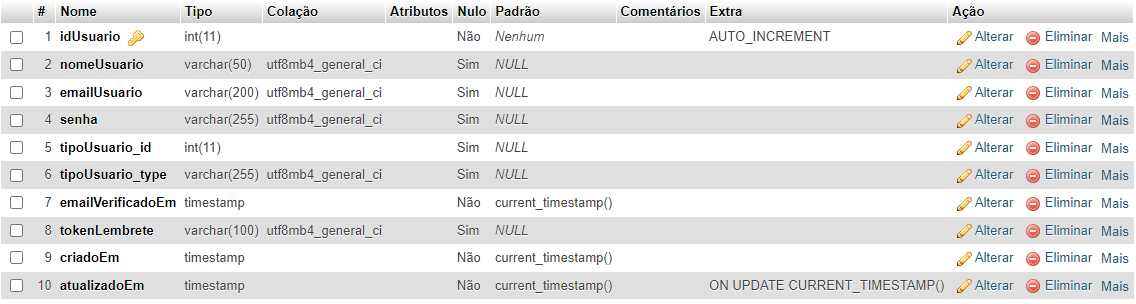 # Nome Tipo Colação Atributos Nulo Padrão Comentários Extra Ação
1 idUsuario int(11) Não Nenhum AUTO_INCREMENT Alterar Eliminar Mais
2 nomeUsuario varchar(50) utf8mb4_general_ci Sim NULL Alterar Eliminar Mais
3 emailUsuario varchar(200) utf8mb4_general_ci Sim NULL Alterar Eliminar Mais
4 senha varchar(255) utf8mb4_general_ci Sim NULL Alterar Eliminar Mais
5 tipoUsuario_id int(11) Sim NULL Alterar Eliminar Mais
6 tipoUsuario_type varchar(255) utf8mb4_general_ci Sim NULL Alterar Eliminar Mais
7 emailVerificadoEm timestamp Não current_timestamp() Alterar Eliminar Mais
8 tokenLembrete varchar(100) utf8mb4_general_ci Sim NULL Alterar Eliminar Mais
9 criadoEm timestamp Não current_timestamp() Alterar Eliminar Mais
10 atualizadoEm timestamp Não current_timestamp() ON UPDATE CURRENT_TIMESTAMP() Alterar Eliminar Mais